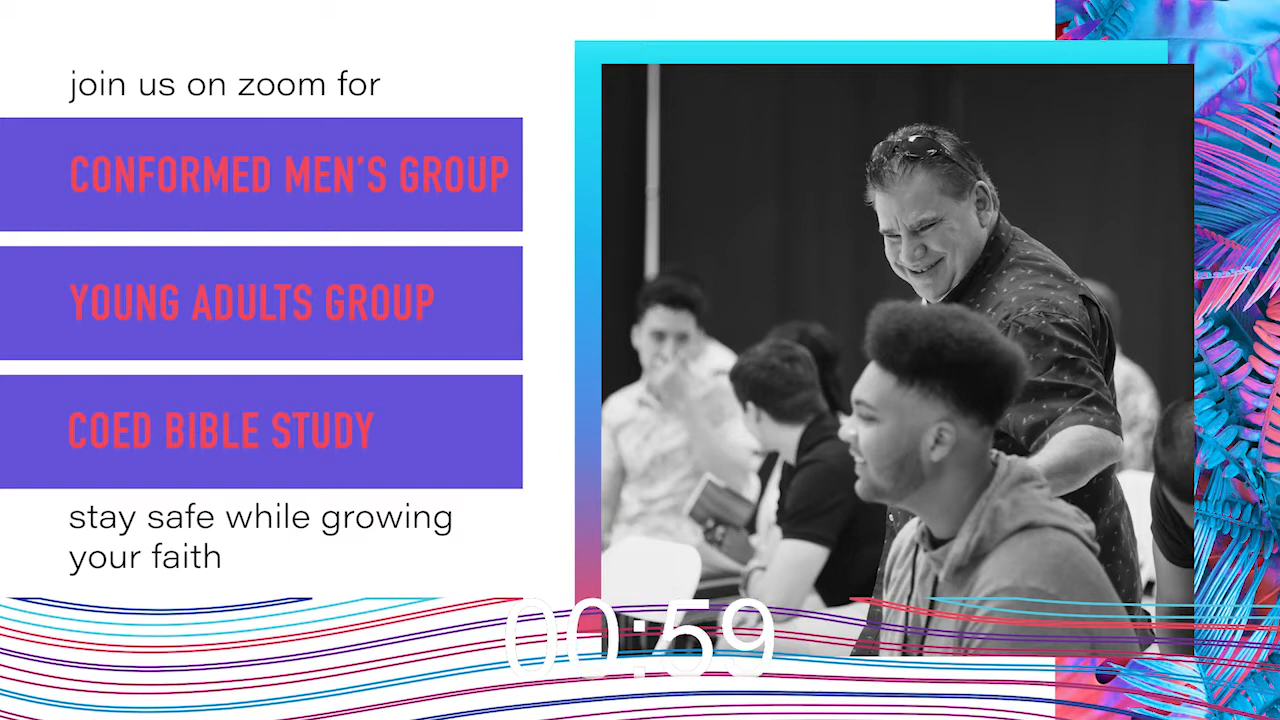 join us on zoom for
CONFORMED MEN'S GROUP
YOUNG ADULTS GROUP
COED BIBLE STUDY
stay safe while growing
your faith
00:59